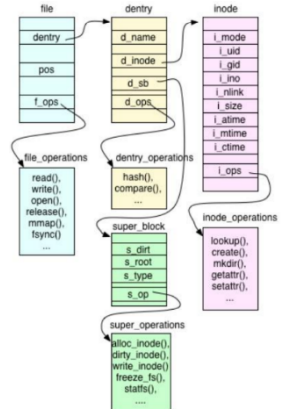 file
dentry
pos
f_ops
file_operations
read(),
write(),
open(),
release(),
mmap(),
fsync()
...
dentry
d_name
d_inode
d_sb
d_ops
dentry_operations
hash(),
compare(),
...
super_block
s_dirt
s_root
s_type
s_op
super_operations
alloc_inode(),
dirty_inode(),
write_inode()
freeze_fs(),
statfs(),
....
inode
i_mode
i_uid
i_gid
i_ino
i_nlink
i_size
i_atime
i_mtime
i_ctime
i_ops
inode_operations
lookup(),
create(),
mkdir(),
getattr(),
setattr(),
...